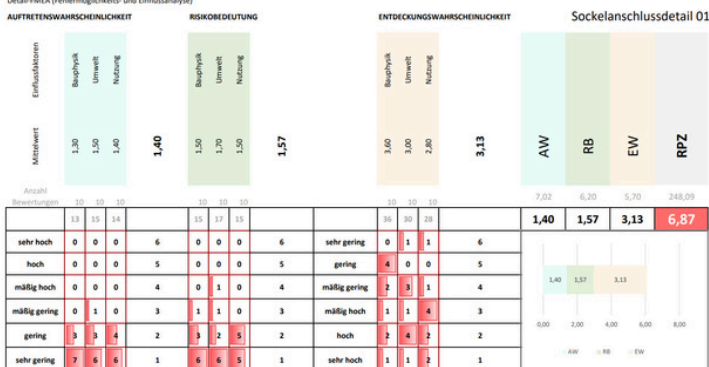 Detail-FMEA (Fehlermöglichkeits- und Einflussanalyse)
AUFTRETENSWAHRSCHEINLICHKEIT RISIKOBEDEUTUNG ENTDECKUNGSWAHRSCHEINLICHKEIT Sockelanschlussdetail 01
Einflussfaktoren Bauphysik Umwelt Nutzung Bauphysik Umwelt Nutzung Bauphysik Umwelt Nutzung
Mittelwert 1,30 1,50 1,40 1,40 1,50 1,70 1,50 1,57 3,60 3,00 2,80 3,13 AW RB EW RPZ
Anzahl
Bewertungen 10 10 10 10 10 10 10 10 10 7,02 6,20 5,70 248,09
13 15 14 15 17 15 36 30 28 1,40 1,57 3,13 6,87
sehr hoch 0 0 0 6 0 0 0 6 sehr gering 0 1 1 6
hoch 0 0 0 5 0 0 0 5 gering 4 0 0 5
mäßig hoch 0 0 0 4 0 1 0 4 mäßig gering 2 3 1 4
mäßig gering 0 1 0 3 1 1 0 3 mäßig hoch 1 1 4 3
gering 3 3 4 2 3 2 5 2 hoch 2 4 2 2
sehr gering 7 6 6 1 6 6 5 1 sehr hoch 1 1 2 1
1,40 1,57 3,13
0,00 2,00 4,00 6,00 8,00
AW RB EW